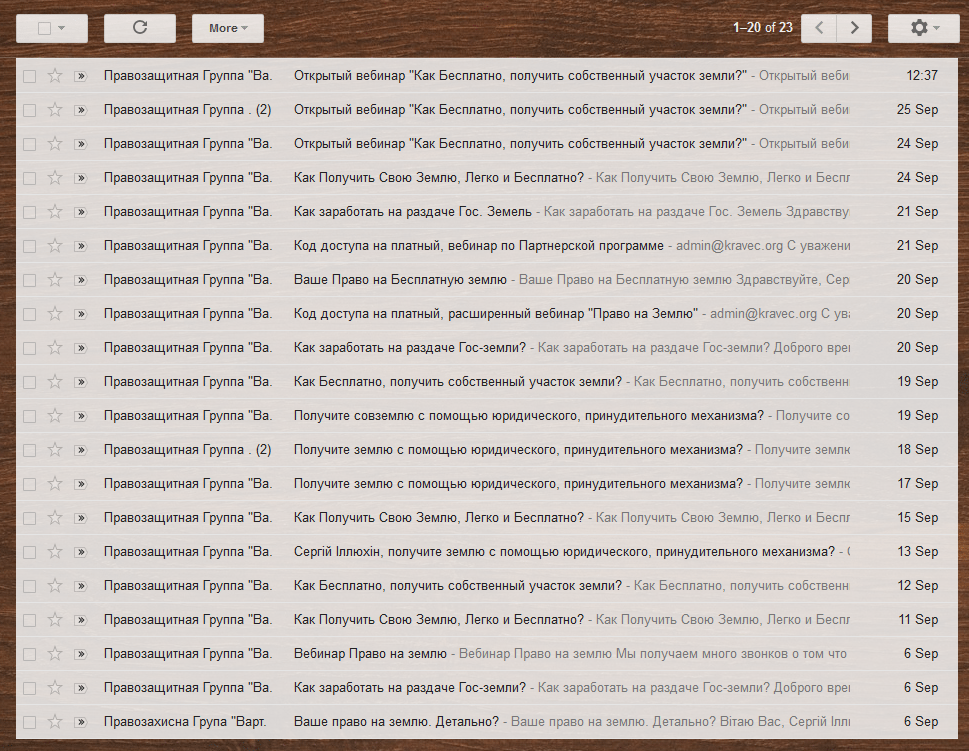 More
1–20 of 23
Правозащитная Группа "Ва. Открытый вебинар "Как Бесплатно, получить собственный участок земли?" - Открытый веби 12:37
Правозащитная Группа . (2) Открытый вебинар "Как Бесплатно, получить собственный участок земли?" - Открытый веби 25 Sep
Правозащитная Группа "Ва. Открытый вебинар "Как Бесплатно, получить собственный участок земли?" - Открытый веби 24 Sep
Правозащитная Группа "Ва. Как Получить Свою Землю, Легко и Бесплатно? - Как Получить Свою Землю, Легко и Беспл 24 Sep
Правозащитная Группа "Ва. Как заработать на раздаче Гос. Земель - Как заработать на раздаче Гос. Земель Здравству 21 Sep
Правозащитная Группа "Ва. Код доступа на платный, вебинар по Партнерской программе - admin@kravec.org С уважени 21 Sep
Правозащитная Группа "Ва. Ваше Право на Бесплатную землю - Ваше Право на Бесплатную землю Здравствуйте, Сер 20 Sep
Правозащитная Группа "Ва. Код доступа на платный, расширенный вебинар "Право на Землю" - admin@kravec.org С ува 20 Sep
Правозащитная Группа "Ва. Как заработать на раздаче Гос-земли? - Как заработать на раздаче Гос-земли? Доброго врем 20 Sep
Правозащитная Группа "Ва. Как Бесплатно, получить собственный участок земли? - Как Бесплатно, получить собственн 19 Sep
Правозащитная Группа "Ва. Получите совземлю с помощью юридического, принудительного механизма? - Получите со 19 Sep
Правозащитная Группа . (2) Получите землю с помощью юридического, принудительного механизма? - Получите землю 18 Sep
Правозащитная Группа "Ва. Получите землю с помощью юридического, принудительного механизма? - Получите землю 17 Sep
Правозащитная Группа "Ва. Как Получить Свою Землю, Легко и Бесплатно? - Как Получить Свою Землю, Легко и Беспл 15 Sep
Правозащитная Группа "Ва. Сергій Іллюхін, получите землю с помощью юридического, принудительного механизма? - С 13 Sep
Правозащитная Группа "Ва. Как Бесплатно, получить собственный участок земли? - Как Бесплатно, получить собственн 12 Sep
Правозащитная Группа "Ва. Как Получить Свою Землю, Легко и Бесплатно? - Как Получить Свою Землю, Легко и Беспл 11 Sep
Правозащитная Группа "Ва. Вебинар Право на землю - Вебинар Право на землю Мы получаем много звонков о том что 6 Sep
Правозащитная Группа "Ва. Как заработать на раздаче Гос-земли? - Как заработать на раздаче Гос-земли? Доброго врем 6 Sep
Правозахисна Група "Варт. Ваше право на землю. Детально? - Ваше право на землю. Детально? Вітаю Вас, Сергій Ілл 6 Sep